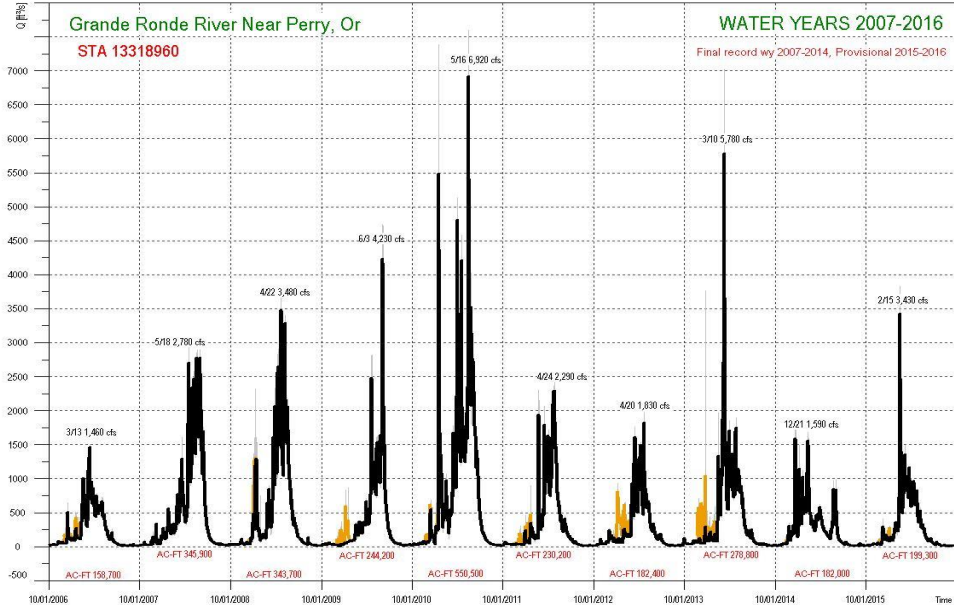 Q [ft³/s]
Grande Ronde River Near Perry, Or
WATER YEARS 2007-2016
STA 13318960
Final record wy 2007-2014, Provisional 2015-2016
7000
6500
6000
5500
5000
4500
4000
3500
3000
2500
2000
1500
1000
500
0
-500
3/13 1,460 cfs
5/18 2,780 cfs
4/22 3,480 cfs
6/3 4,230 cfs
5/16 6,920 cfs
4/24 2,290 cfs
4/20 1,830 cfs
3/10 5,780 cfs
12/21 1,590 cfs
2/15 3,430 cfs
AC-FT 158,700
AC-FT 345,900
AC-FT 343,700
AC-FT 244,200
AC-FT 550,500
AC-FT 230,200
AC-FT 182,400
AC-FT 278,800
AC-FT 182,000
AC-FT 199,300
10/01/2006
10/01/2007
10/01/2008
10/01/2009
10/01/2010
10/01/2011
10/01/2012
10/01/2013
10/01/2014
10/01/2015
Time